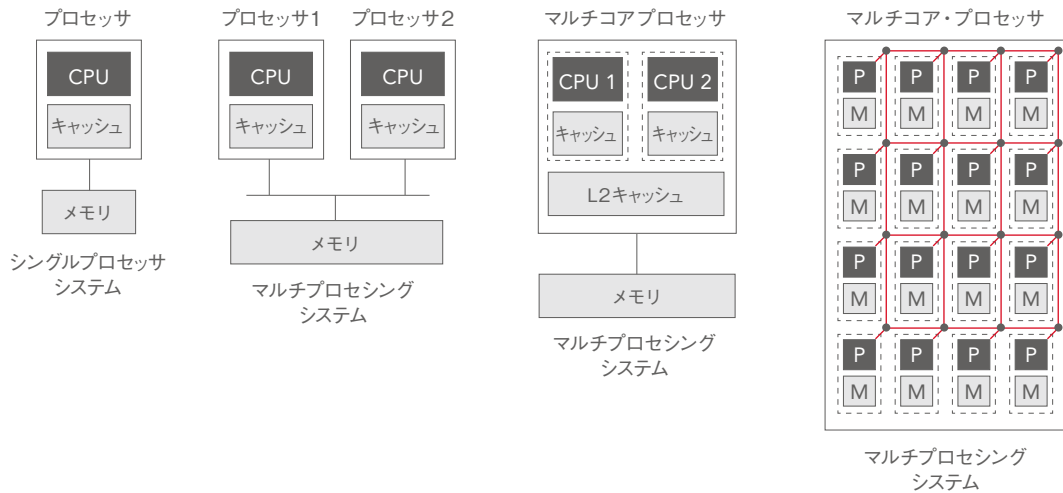 プロセッサ
CPU
キャッシュ
メモリ
シングルプロセッサ
システム
プロセッサ1
プロセッサ2
CPU
CPU
キャッシュ
キャッシュ
メモリ
マルチプロセシング
システム
マルチコアプロセッサ
CPU 1
CPU 2
キャッシュ
キャッシュ
L2キャッシュ
メモリ
マルチプロセシング
システム
マルチコア・プロセッサ
P P P P
M M M M
P P P P
M M M M
P P P P
M M M M
P P P P
M M M M
マルチプロセシング
システム